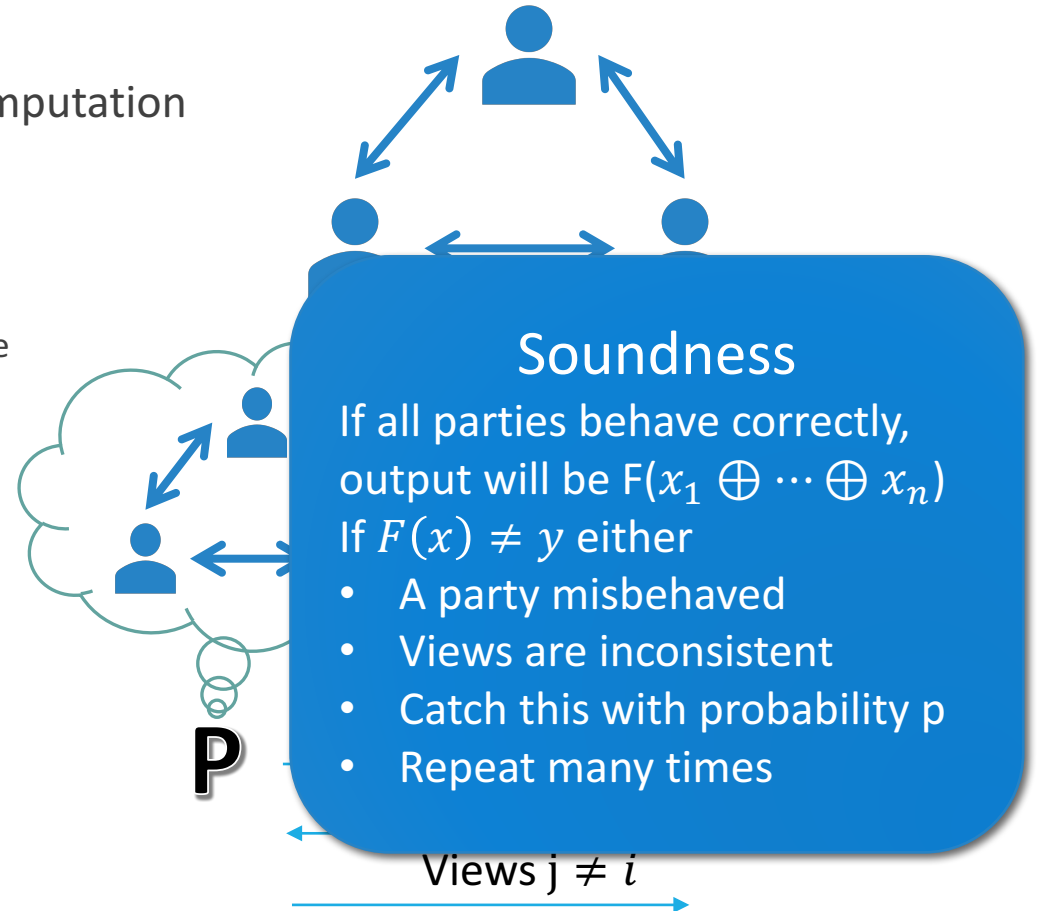 mputation
e
Soundness
If all parties behave correctly,
output will be F(𝑥₁ ⊕ ⋯ ⊕ 𝑥ₙ)
If 𝐹(𝑥) ≠ 𝑦 either
• A party misbehaved
• Views are inconsistent
• Catch this with probability p
• Repeat many times
P
Views j ≠ 𝑖